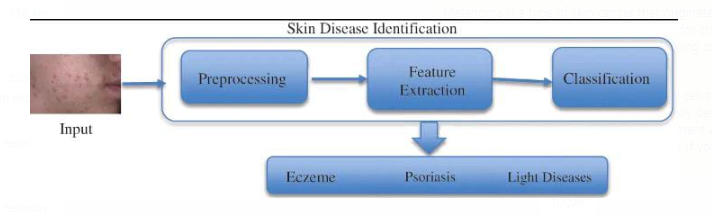 Skin Disease Identification
Preprocessing
Feature
Extraction
Classification
Input
Eczeme Psoriasis Light Diseases